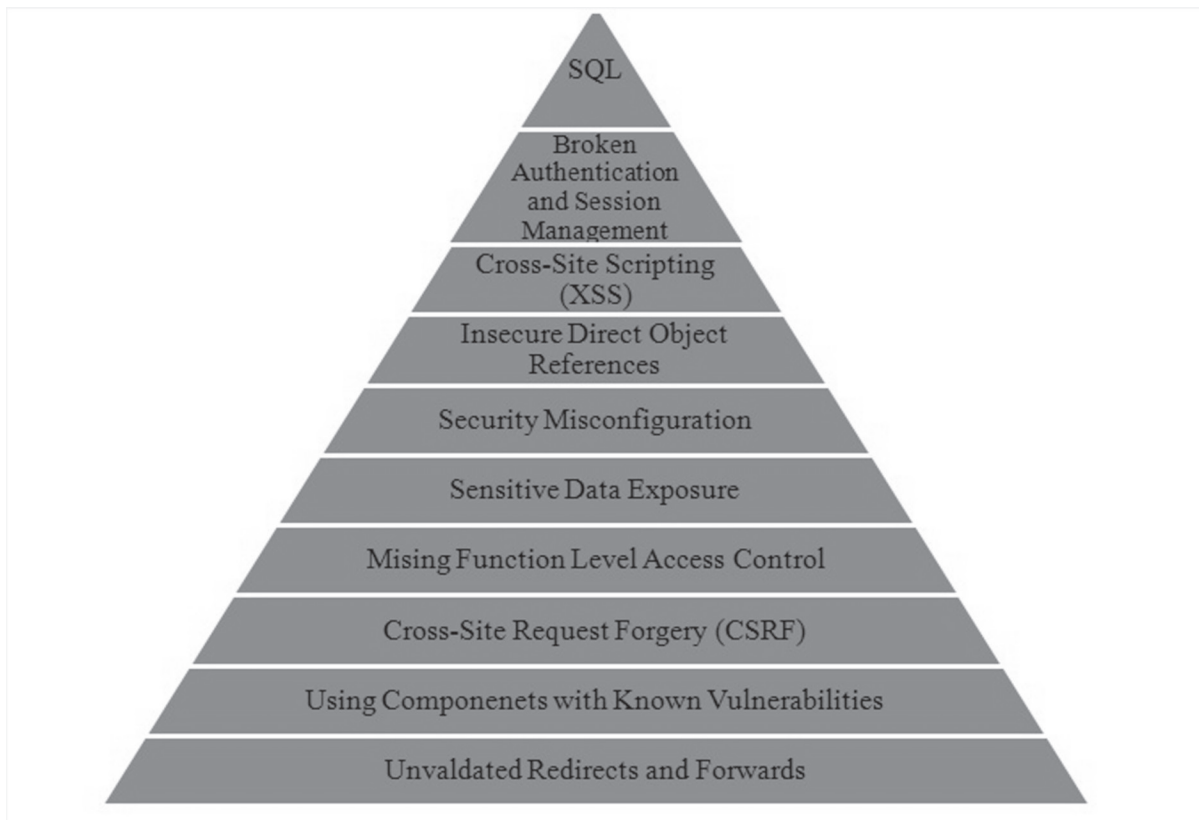 SQL
Broken
Authentication
and Session
Management
Cross-Site Scripting
(XSS)
Insecure Direct Object
References
Security Misconfiguration
Sensitive Data Exposure
Mising Function Level Access Control
Cross-Site Request Forgery (CSRF)
Using Componenets with Known Vulnerabilities
Unvaldated Redirects and Forwards